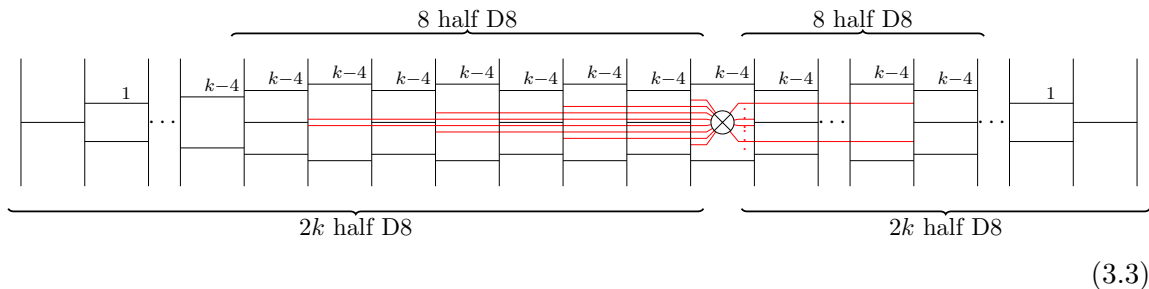 8 half D8 8 half D8
1 k−4 k−4 k−4 k−4 k−4 k−4 k−4 k−4 k−4 k−4 k−4 k−4 1
··· ··· ···
2k half D8 2k half D8
(3.3)